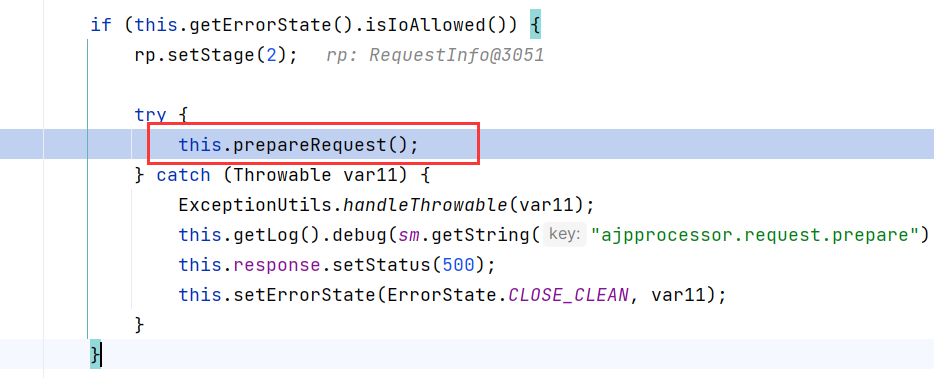 if (this.getErrorState().isIoAllowed()) {
rp.setStage(2); rp: RequestInfo@3051
try {
this.prepareRequest();
} catch (Throwable var11) {
ExceptionUtils.handleThrowable(var11);
this.getLog().debug(sm.getString( key: "ajpprocessor.request.prepare")
this.response.setStatus(500);
this.setErrorState(ErrorState.CLOSE_CLEAN, var11);
}
}